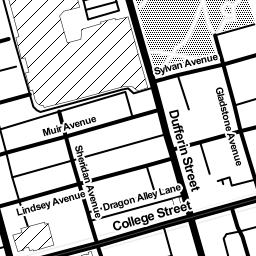 Sylvan Avenue
Gladstone Avenue
Dufferin Street
Muir Avenue
Sheridan Avenue
Dragon Alley Lane
Lindsey Avenue
College Street